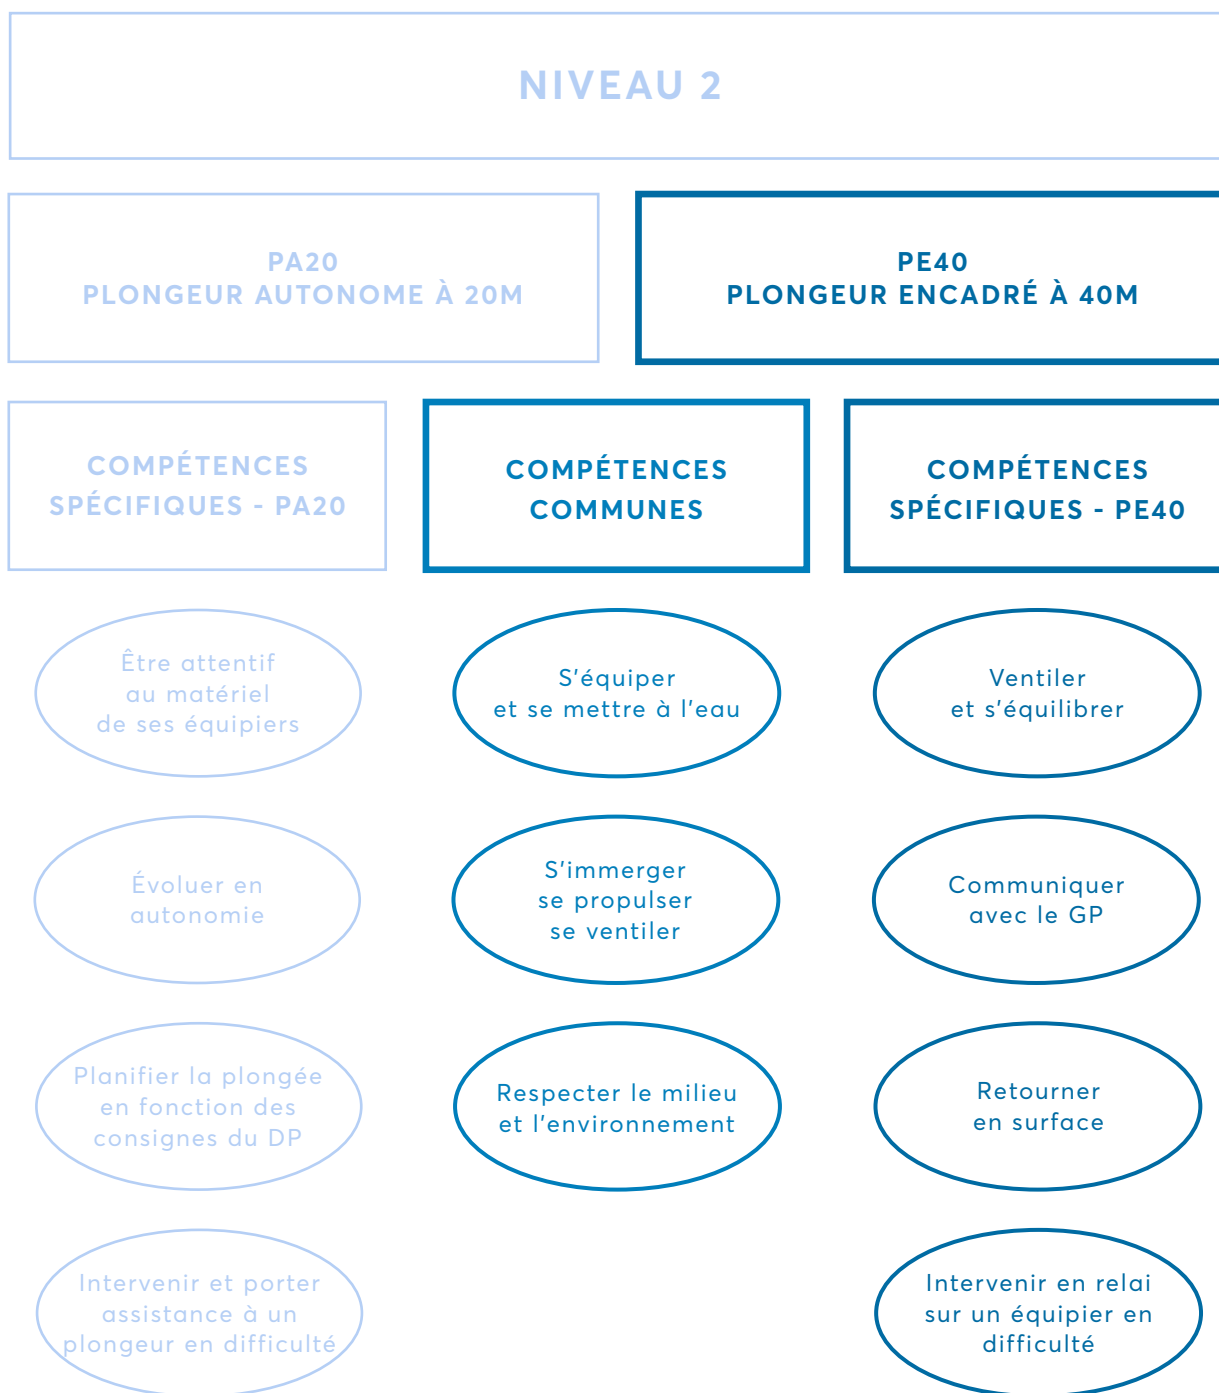 NIVEAU 2
PA20
PLONGEUR AUTONOME À 20M
PE40
PLONGEUR ENCADRÉ À 40M
COMPÉTENCES
SPÉCIFIQUES - PA20
COMPÉTENCES
COMMUNES
COMPÉTENCES
SPÉCIFIQUES - PE40
Être attentif
au matériel
de ses équipiers
S'équiper
et se mettre à l'eau
Ventiler
et s'équilibrer
Évoluer en
autonomie
S'immerger
se propulser
se ventiler
Communiquer
avec le GP
Planifier la plongée
en fonction des
consignes du DP
Respecter le milieu
et l'environnement
Retourner
en surface
Intervenir et porter
assistance à un
plongeur en difficulté
Intervenir en relai
sur un équipier en
difficulté